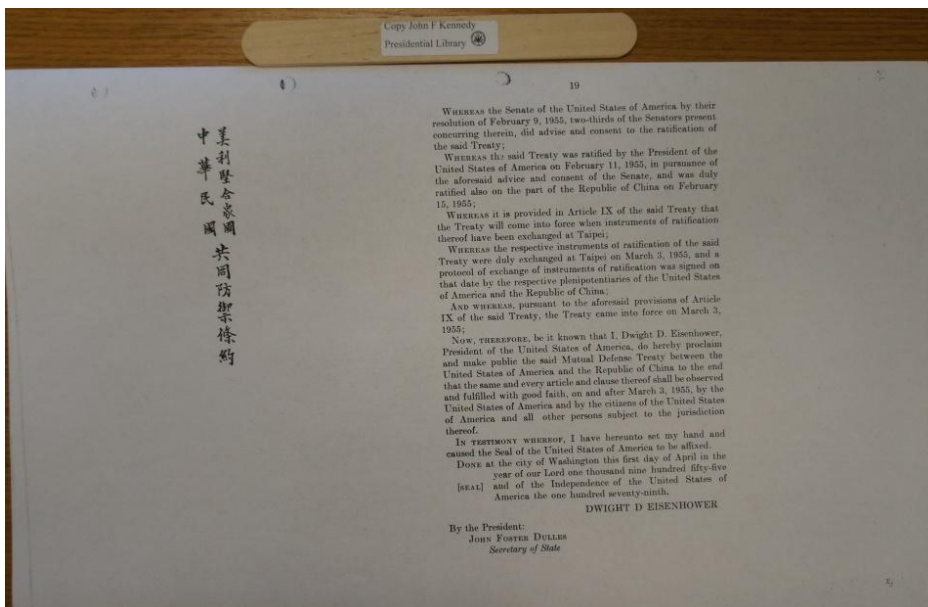 Copy John F Kennedy
Presidential Library
美利堅合衆國
中華民國
共同防禦條約
19
WHEREAS the Senate of the United States of America by their
resolution of February 9, 1955, two-thirds of the Senators present
concurring therein, did advise and consent to the ratification of
the said Treaty;
WHEREAS the said Treaty was ratified by the President of the
United States of America on February 11, 1955, in pursuance of
the aforesaid advice and consent of the Senate, and was duly
ratified also on the part of the Republic of China on February
15, 1955;
WHEREAS it is provided in Article IX of the said Treaty that
the Treaty will come into force when instruments of ratification
thereof have been exchanged at Taipei;
WHEREAS the respective instruments of ratification of the said
Treaty were duly exchanged at Taipei on March 3, 1955, and a
protocol of exchange of instruments of ratification was signed on
that date by the respective plenipotentiaries of the United States
of America and the Republic of China;
AND WHEREAS, pursuant to the aforesaid provisions of Article
IX of the said Treaty, the Treaty came into force on March 3,
1955;
NOW, THEREFORE, be it known that I, Dwight D. Eisenhower,
President of the United States of America, do hereby proclaim
and make public the said Mutual Defense Treaty between the
United States of America and the Republic of China to the end
that the same and every article and clause thereof shall be observed
and fulfilled with good faith, on and after March 3, 1955, by the
United States of America and by the citizens of the United States
of America and all other persons subject to the jurisdiction
thereof.
IN TESTIMONY WHEREOF, I have hereunto set my hand and
caused the Seal of the United States of America to be affixed.
DONE at the city of Washington this first day of April in the
year of our Lord one thousand nine hundred fifty-five
[SEAL] and of the Independence of the United States of
America the one hundred seventy-ninth.
DWIGHT D EISENHOWER
By the President:
JOHN FOSTER DULLES
Secretary of State